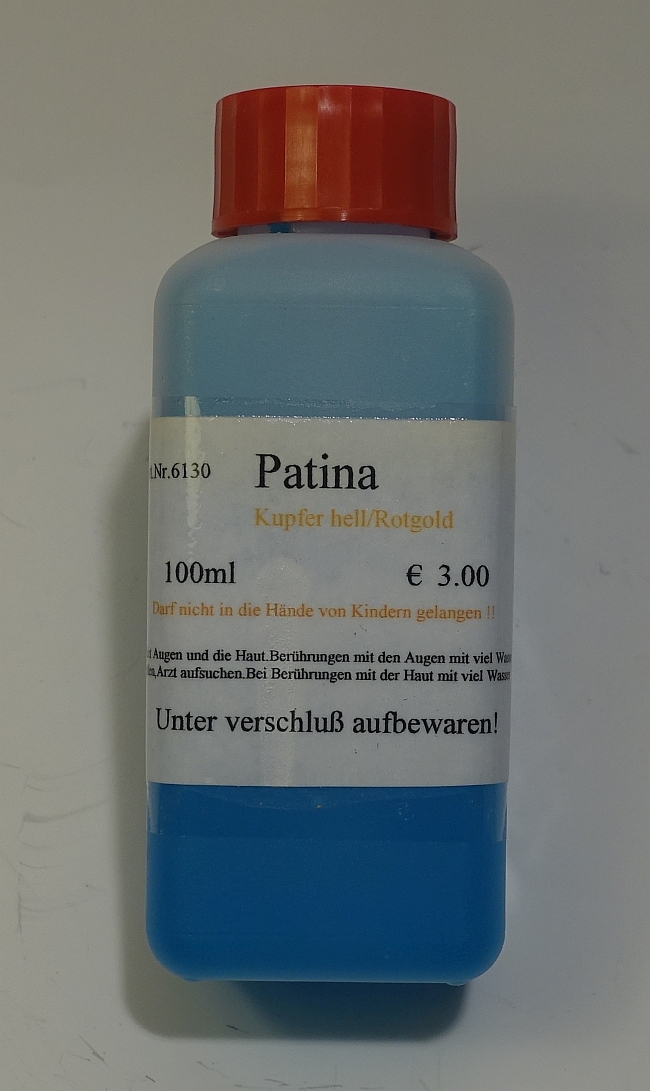 .Nr.6130 Patina
Kupfer hell/Rotgold
100ml € 3.00
Darf nicht in die Hände von Kindern gelangen !!
Augen und die Haut.Berührungen mit den Augen mit viel
Arzt aufsuchen.Bei Berührungen mit der Haut mit viel Wasser
Unter verschluß aufbewaren!